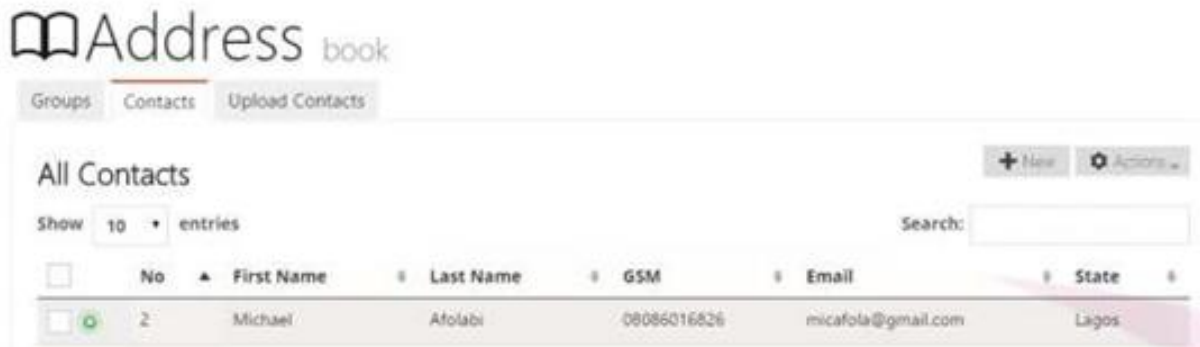 Address book
Groups Contacts Upload Contacts
All Contacts
New Actions
Show 10 entries
Search:
No First Name Last Name GSM Email State
2 Michael Afolabi 08086016826 micafola@gmail.com Lagos